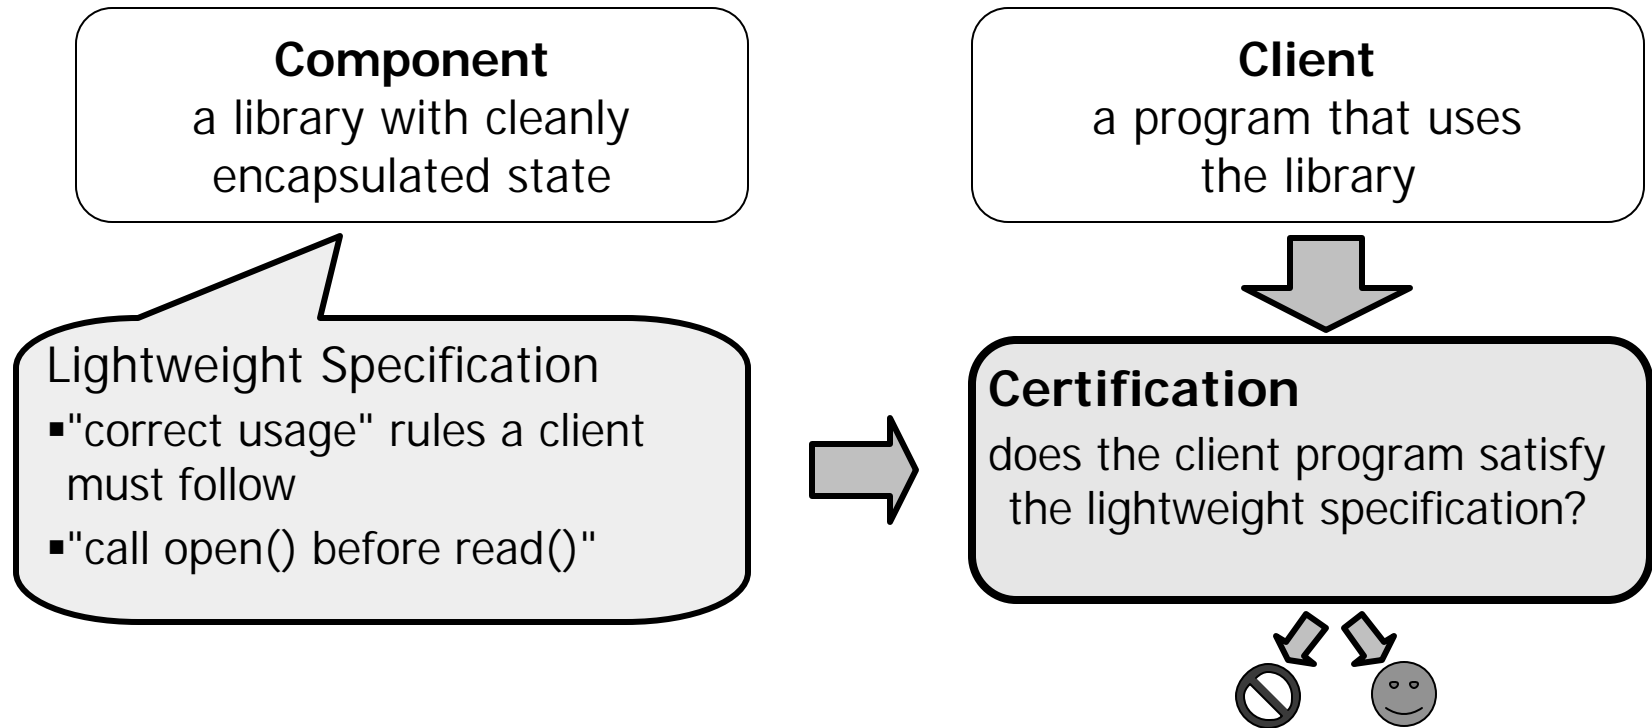 Component
a library with cleanly
encapsulated state
Client
a program that uses
the library
Lightweight Specification
▪"correct usage" rules a client
must follow
▪"call open() before read()"
Certification
does the client program satisfy
the lightweight specification?